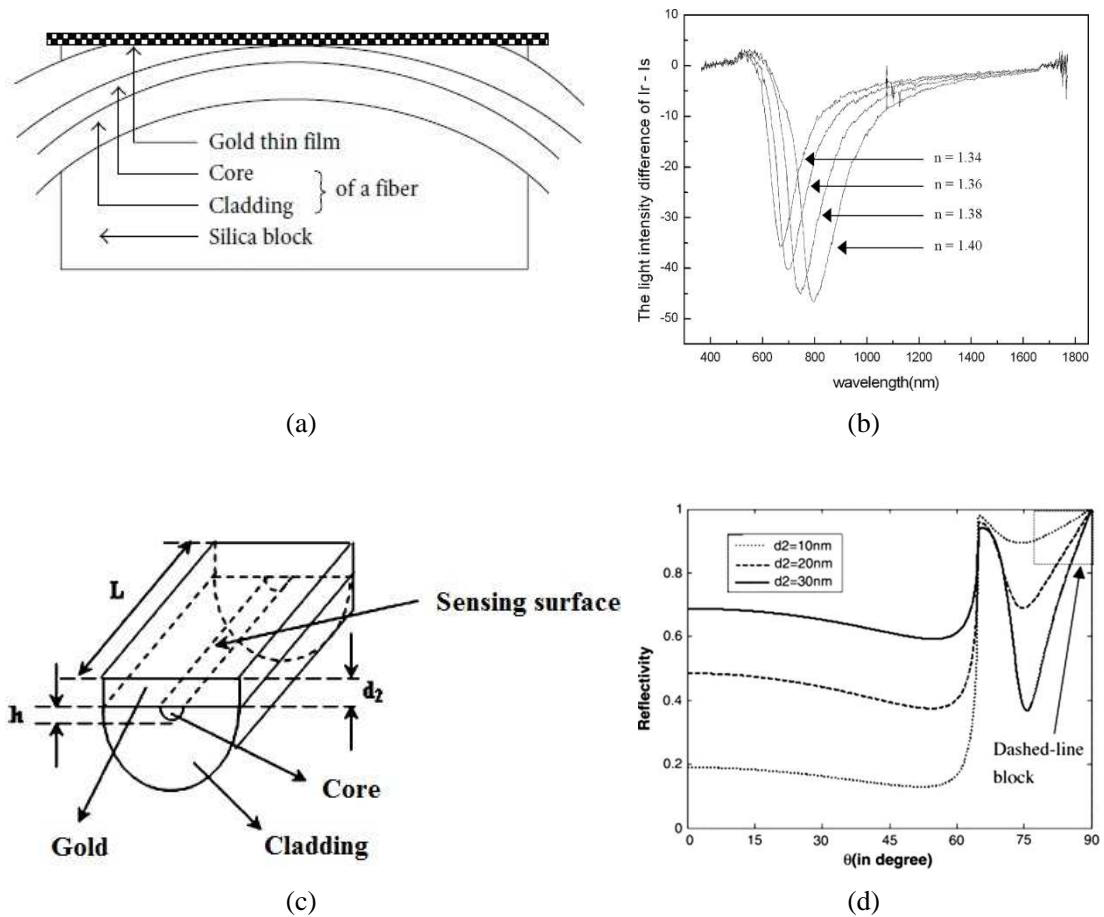 Gold thin film
Core
Cladding
of a fiber
Silica block
(a)
The light intensity difference of Ir - Is
0
-10
-20
-30
-40
-50
n = 1.34
n = 1.36
n = 1.38
n = 1.40
400 600 800 1000 1200 1400 1600 1800
wavelength(nm)
(b)
L
Sensing surface
d2
h
Core
Gold
Cladding
(c)
Reflectivity
1
0.8
0.6
0.4
0.2
0
d2=10nm
d2=20nm
d2=30nm
Dashed-line
block
0 15 30 45 60 75 90
θ(in degree)
(d)